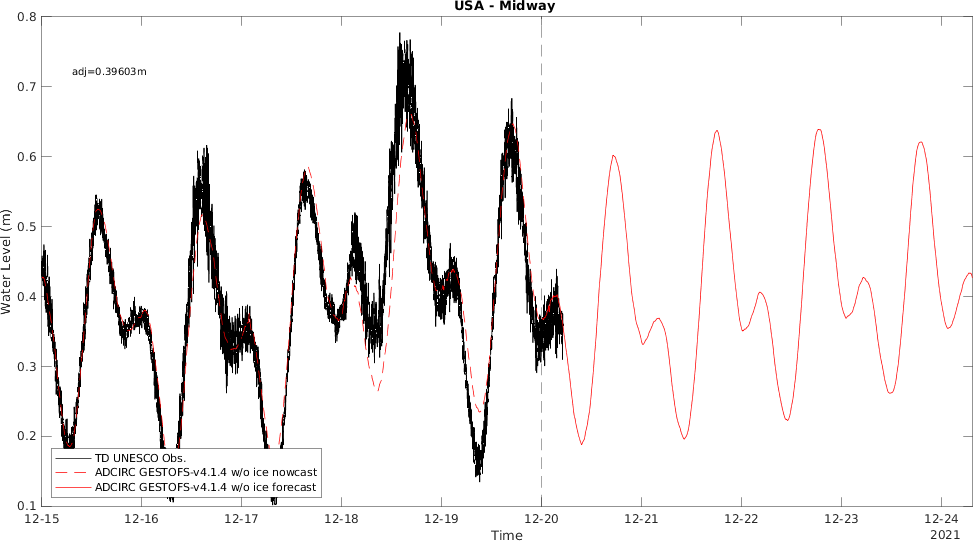 USA - Midway
adj=0.39603m
Water Level (m)
0.8
0.7
0.6
0.5
0.4
0.3
0.2
0.1
TD UNESCO Obs.
ADCIRC GESTOFS-v4.1.4 w/o ice nowcast
ADCIRC GESTOFS-v4.1.4 w/o ice forecast
12-15 12-16 12-17 12-18 12-19 12-20 12-21 12-22 12-23 12-24
2021
Time